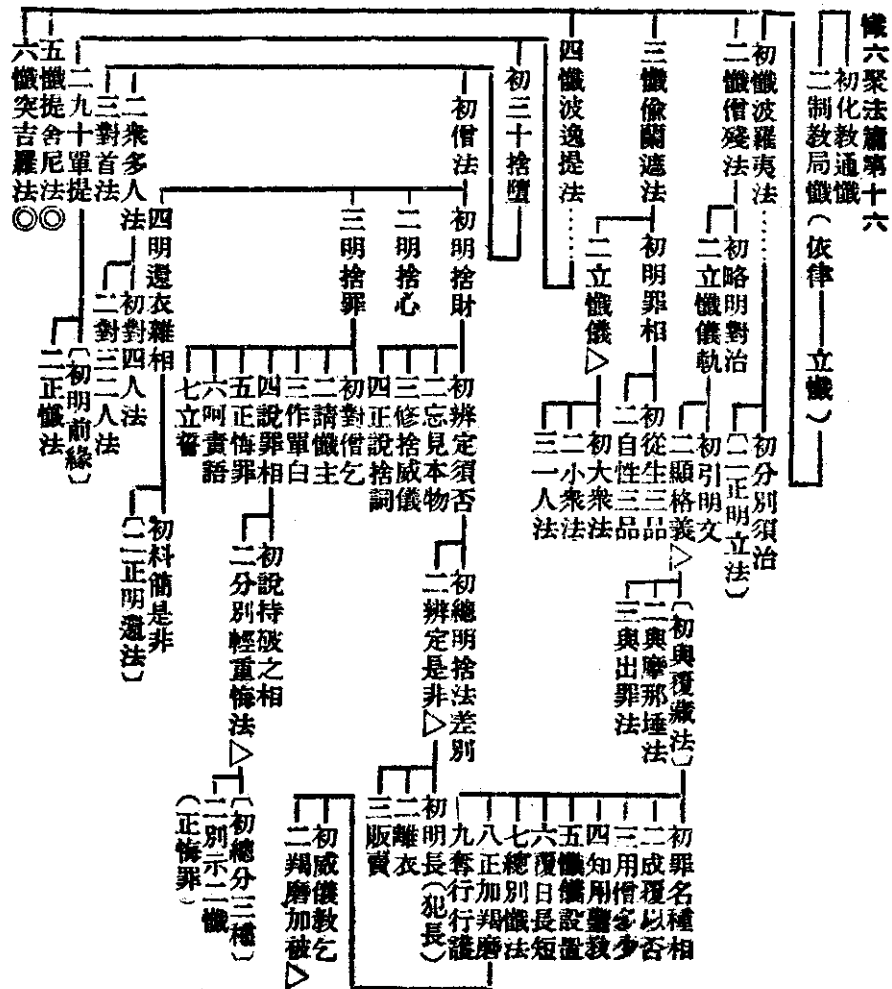 懺六聚法篇第十六
初化教通懺
二制教局懺(依律——立懺)
初懺波羅夷法……
初分別須治
〔二正明立法〕
二懺僧殘法
初略明對治
二立懺儀軌
初引明文
二顯格義▷
〔初與覆藏法〕
二與摩那埵法
三與出罪法
初罪名種相
二成覆以否
三用僧多少
四知用聖教
五懺儀設置
六覆日長短
七總別懺法
八正加羯磨
九奪行行護
初威儀教乞
二羯磨加被▷
三懺偷蘭遮法
初明罪相
初從生三品
二自性三品
二立懺儀▷
初大衆法
二小衆法
三一人法
四懺波逸提法……
初三十捨墮
初僧法
初明捨財
初辨定須否
初總明捨法差別
二辨定是非▷
初明長(犯長)
二離衣
三販賣
二忘見本物
三修捨威儀
四正說捨詞
二明捨心
三明捨罪
初對僧乞
二請懺主
三作單白
四說罪相
初說持破之相
二分別輕重悔法▷
〔初總分三種〕
二別示二懺
(正悔罪)
五正悔罪
六呵責語
七立誓
四明還衣雜相
初料簡是非
〔二正明還法〕
二衆多人法
初對四人法
二對三二人法
三對首法
二九十單提
〔初明前緣〕
二正懺法
五懺提舍尼法◎
六懺突吉羅法◎